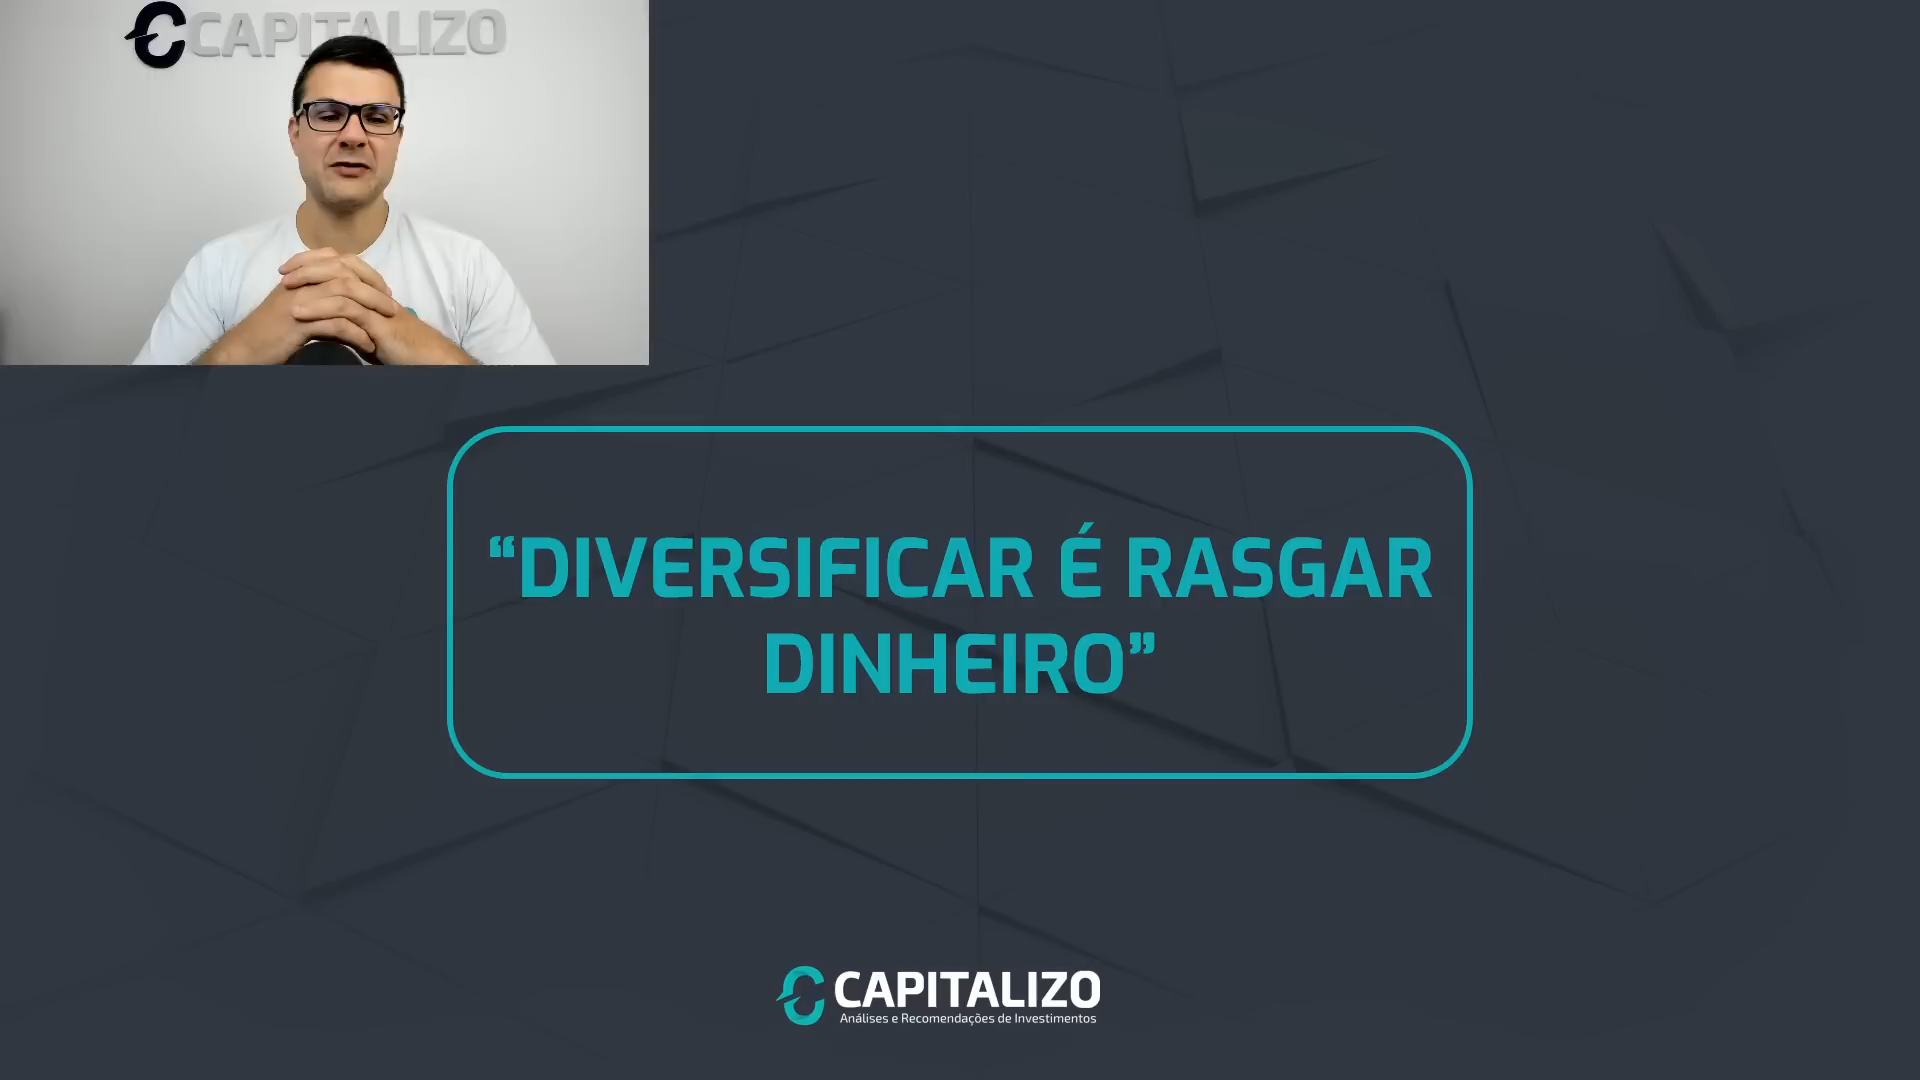 CAPITALIZO
“DIVERSIFICAR É RASGAR
DINHEIRO”
CAPITALIZO
Análises e Recomendações de Investimentos